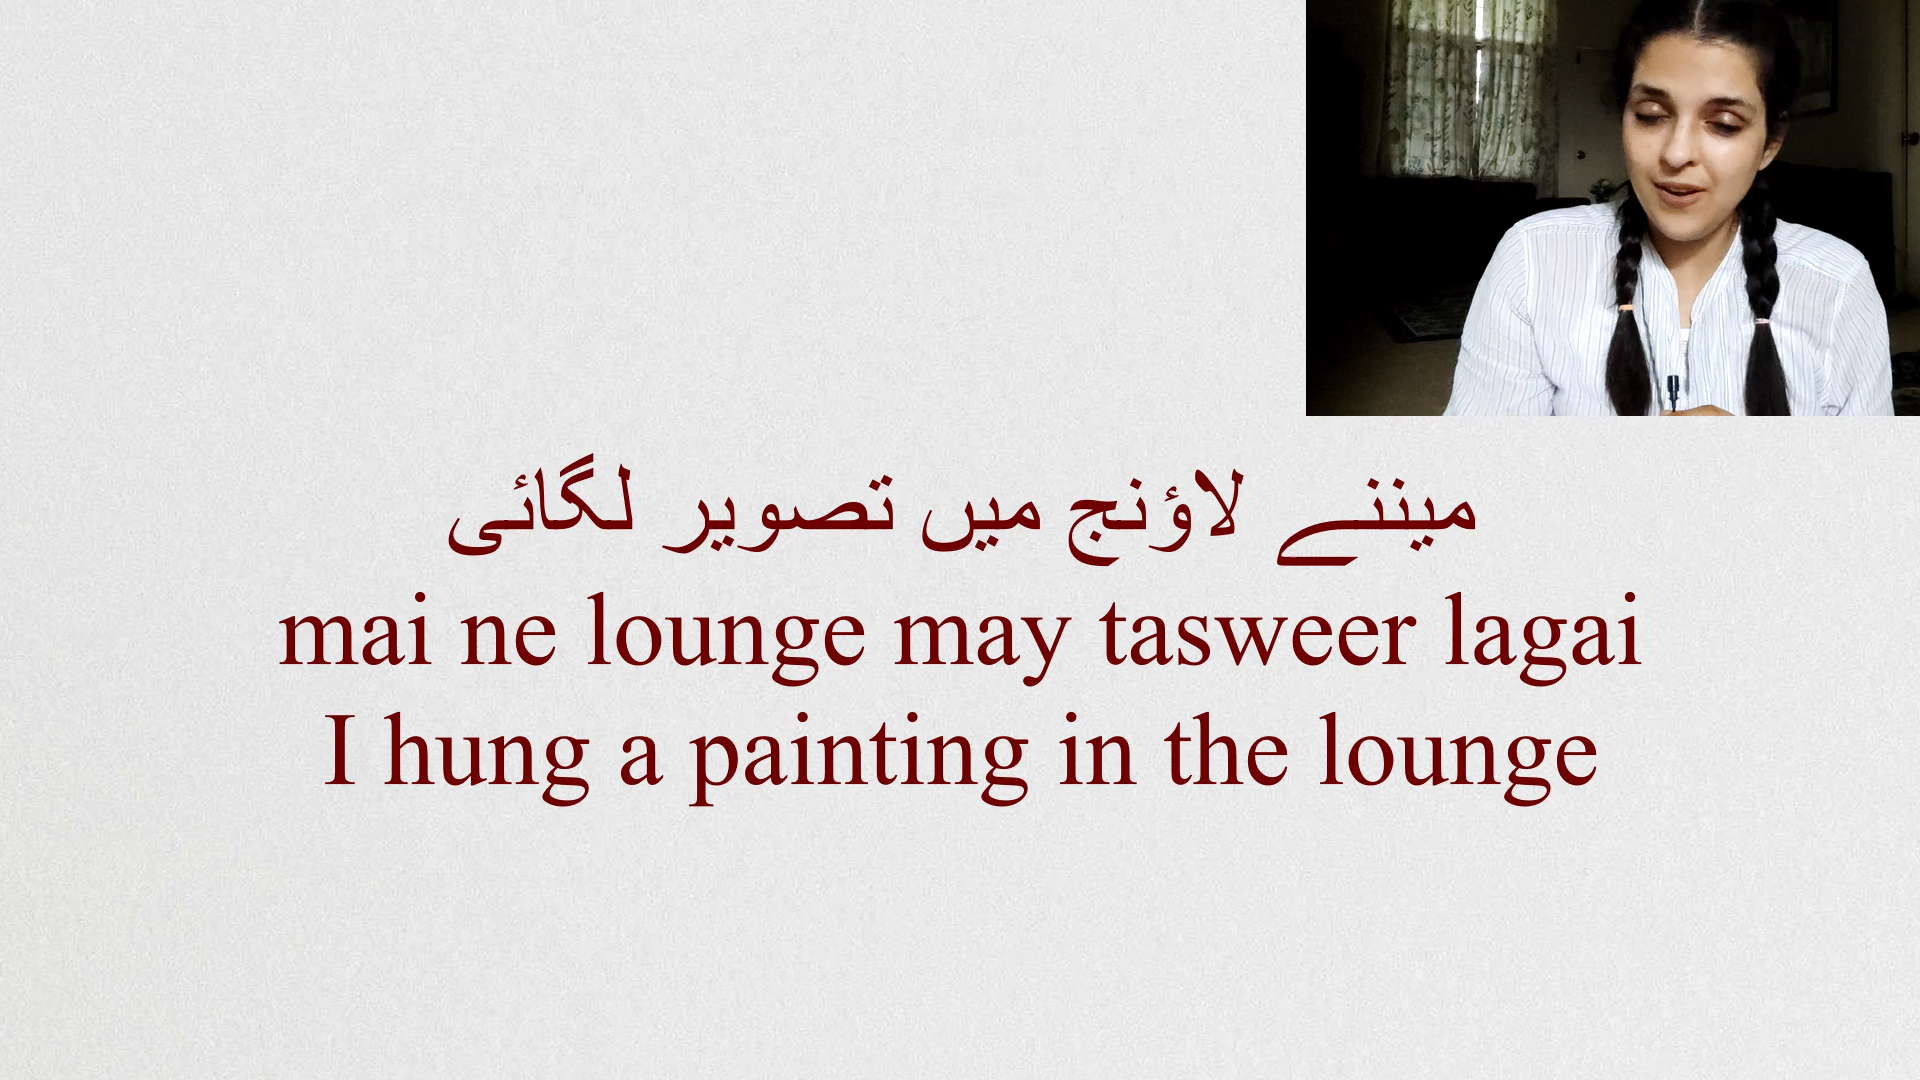 میننے لاؤنج میں تصویر لگائی
mai ne lounge may tasweer lagai
I hung a painting in the lounge